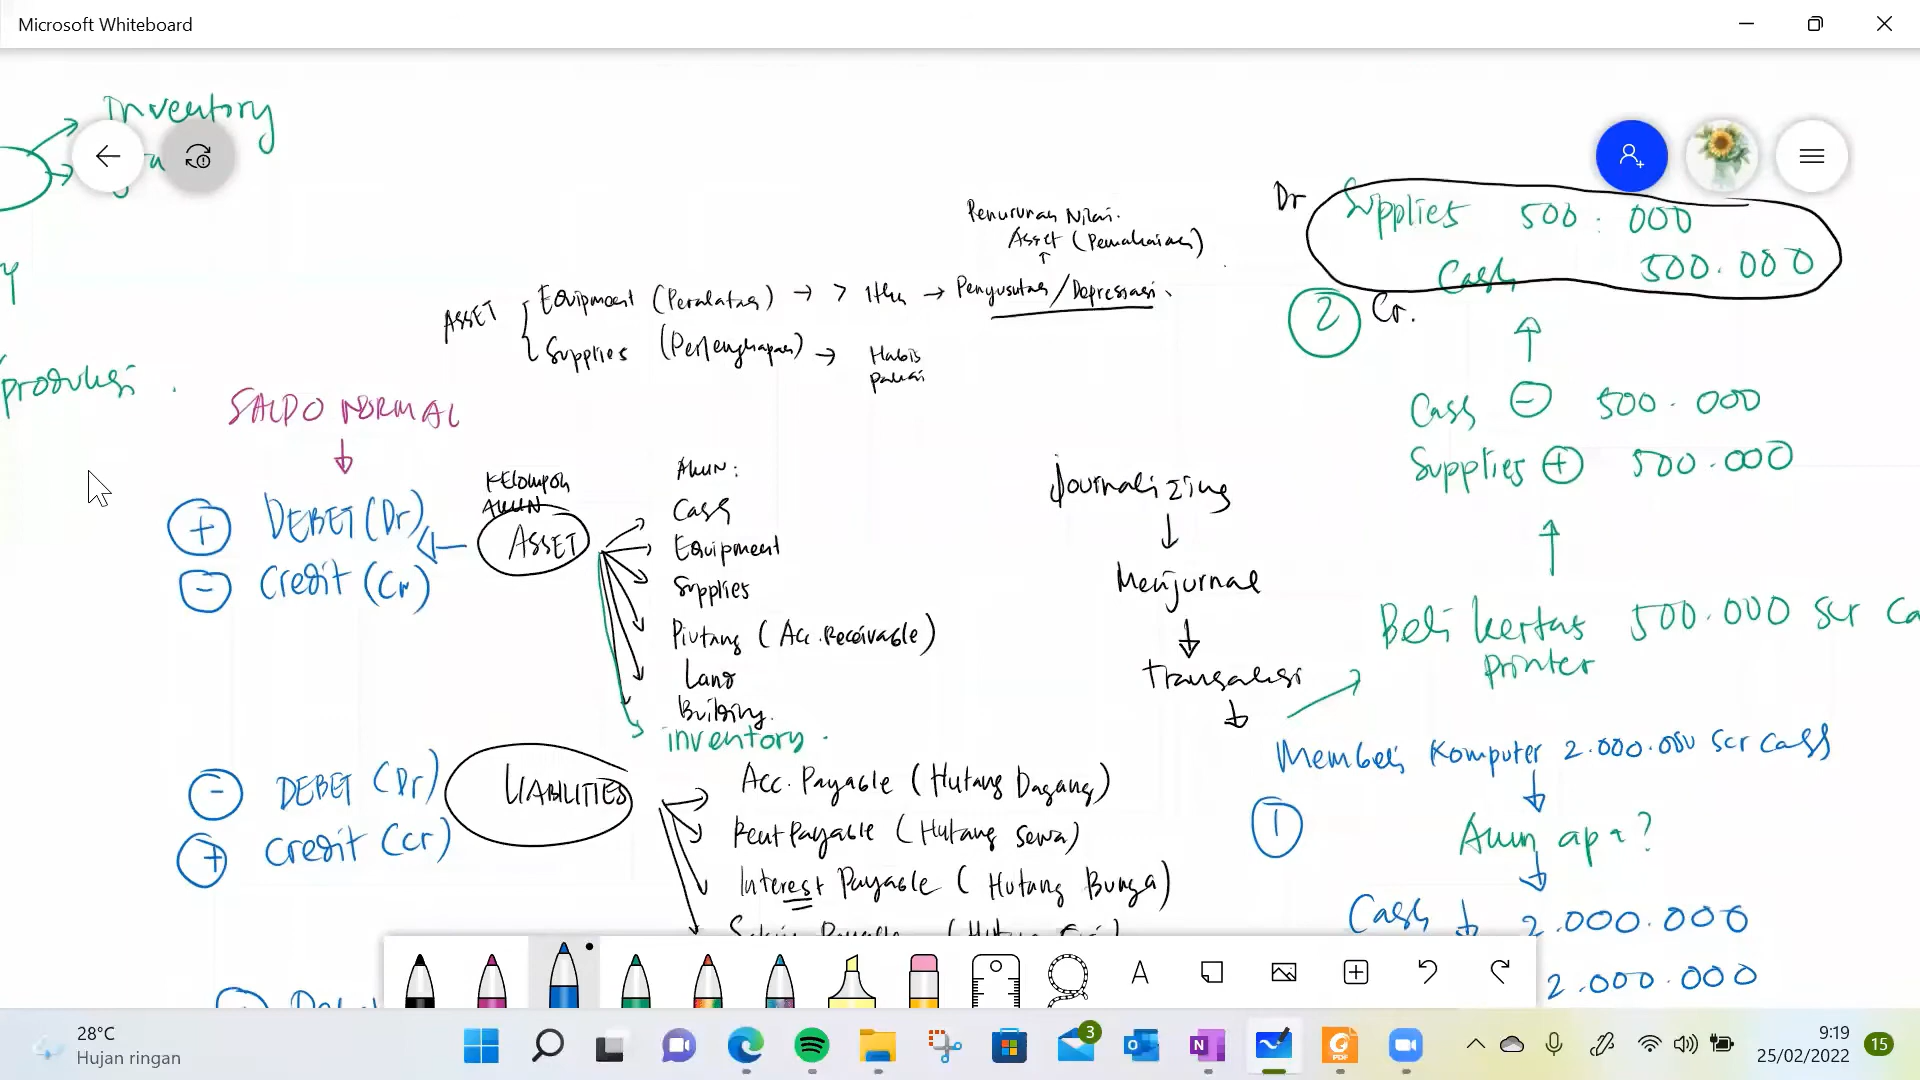 Microsoft Whiteboard
Inventory
Penurunan Nilai
Asset (Pemakaian)
ASSET
Equipment (Peralatan) → > 1 thn → Penyusutan/Depresiasi
Supplies (Perlengkapan) → Habis
pakai
Dr Supplies 500.000
Cash 500.000
2 Cr.
Cash - 500.000
Supplies + 500.000
produksi.
SALDO NORMAL
+ DEBET (Dr)
- Credit (Cr)
KELOMPOK
AKUN
ASSET
AKUN:
Cash
Equipment
Supplies
Piutang (Acc. Receivable)
Land
Building.
inventory.
Journalizing
Menjurnal
Transaksi
Beli kertas 500.000 scr ca
printer
Membeli Komputer 2.000.000 scr cash
1
Akun apa?
Cash ↓ 2.000.000
2.000.000
- DEBET (Dr)
+ Credit (Cr)
LIABILITIES
Acc. Payable (Hutang Dagang)
Rent Payable (Hutang Sewa)
Interest Payable (Hutang Bunga)
28°C
Hujan ringan
3
9:19
25/02/2022
15